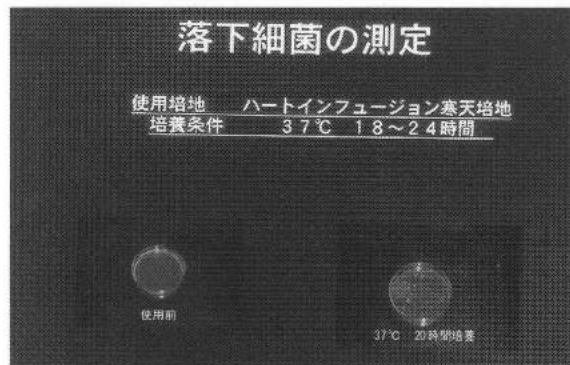 落下細菌の測定
使用培地 ハートインフュージョン寒天培地
培養条件 37℃ 18〜24時間
使用前
37℃ 20時間培養